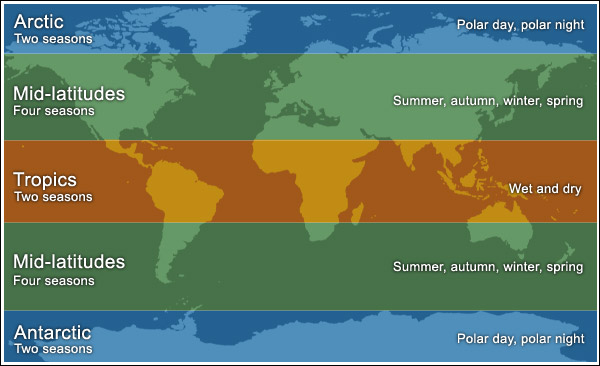 Arctic
Two seasons
Polar day, polar night
Mid-latitudes
Four seasons
Summer, autumn, winter, spring
Tropics
Two seasons
Wet and dry
Mid-latitudes
Four seasons
Summer, autumn, winter, spring
Antarctic
Two seasons
Polar day, polar night